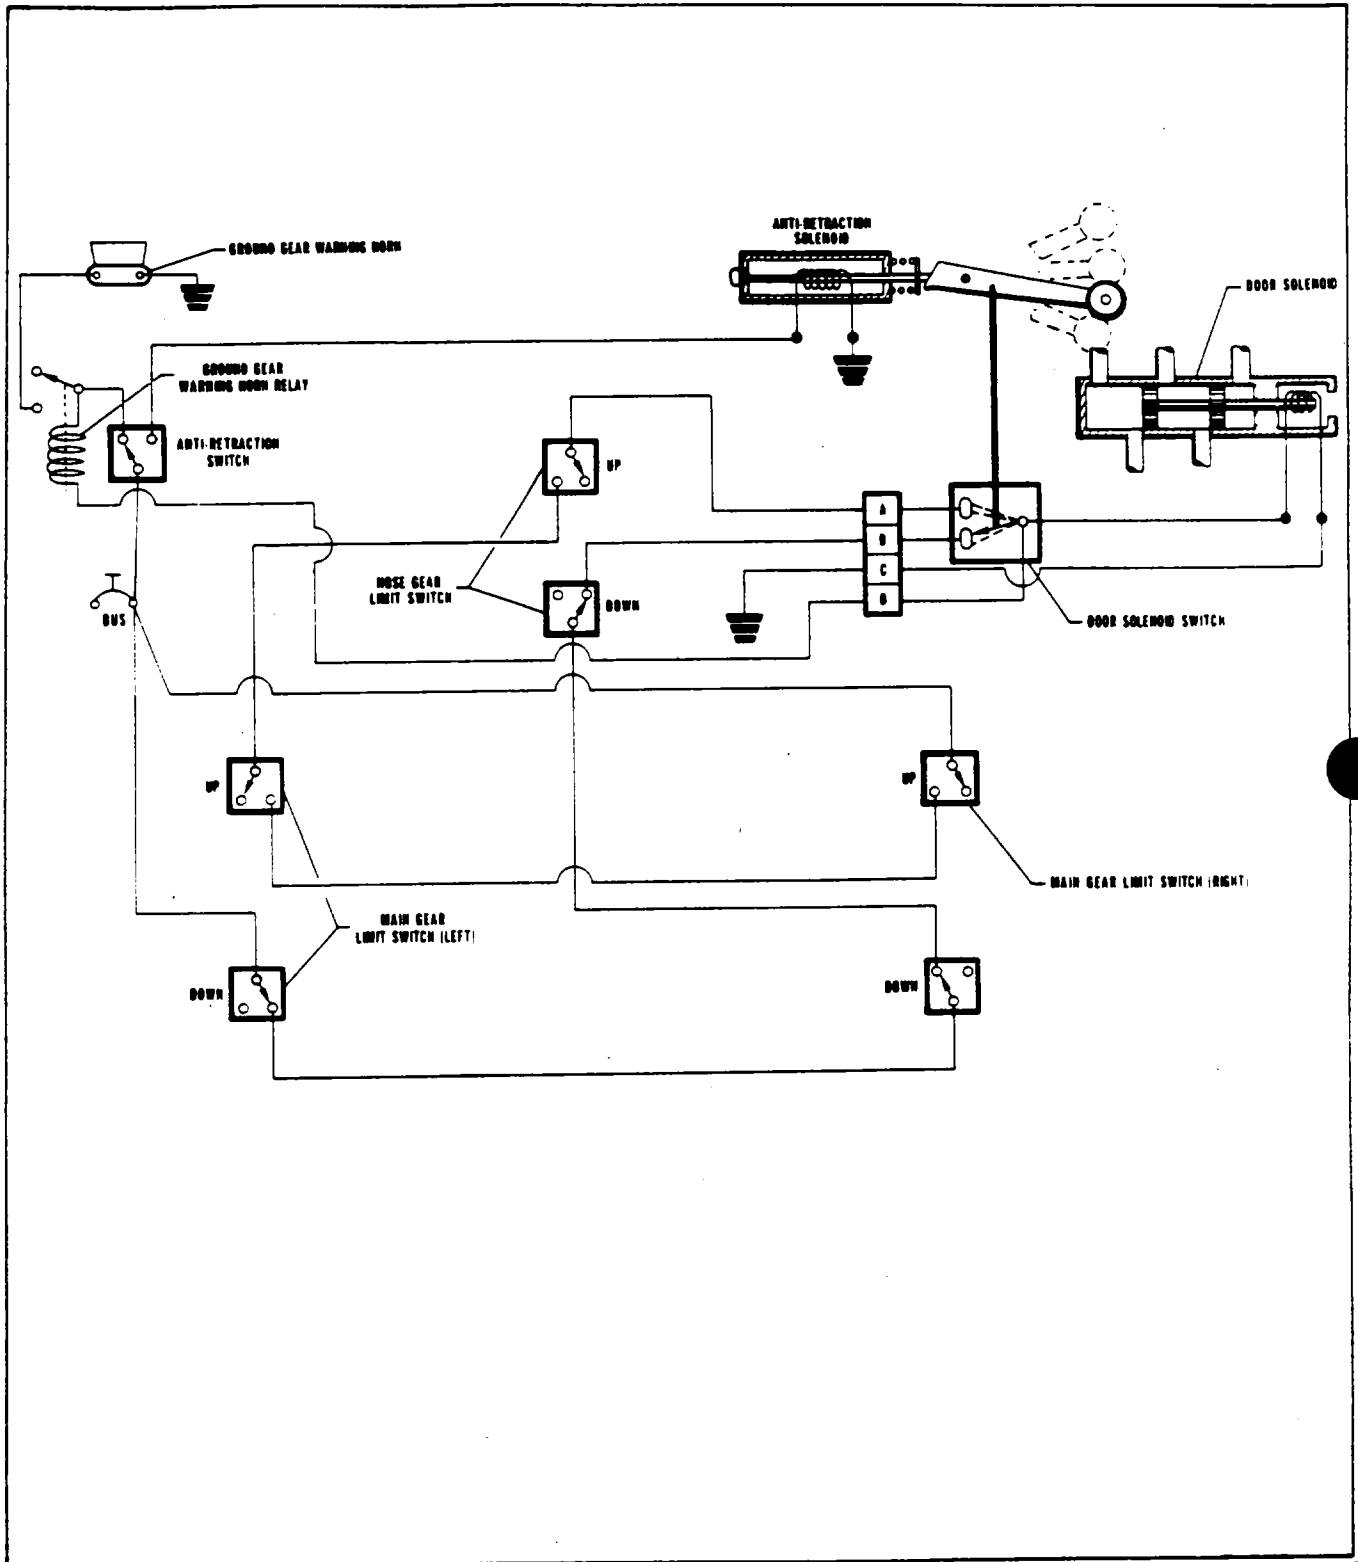 ANTI-RETRACTION
SOLENOID
GROUND GEAR WARNING HORN
DOOR SOLENOID
GROUND GEAR
WARNING HORN RELAY
ANTI-RETRACTION
SWITCH
UP
A
B
C
D
NOSE GEAR
LIMIT SWITCH
DOWN
BUS
DOOR SOLENOID SWITCH
UP
UP
MAIN GEAR LIMIT SWITCH (RIGHT)
MAIN GEAR
LIMIT SWITCH (LEFT)
DOWN
DOWN